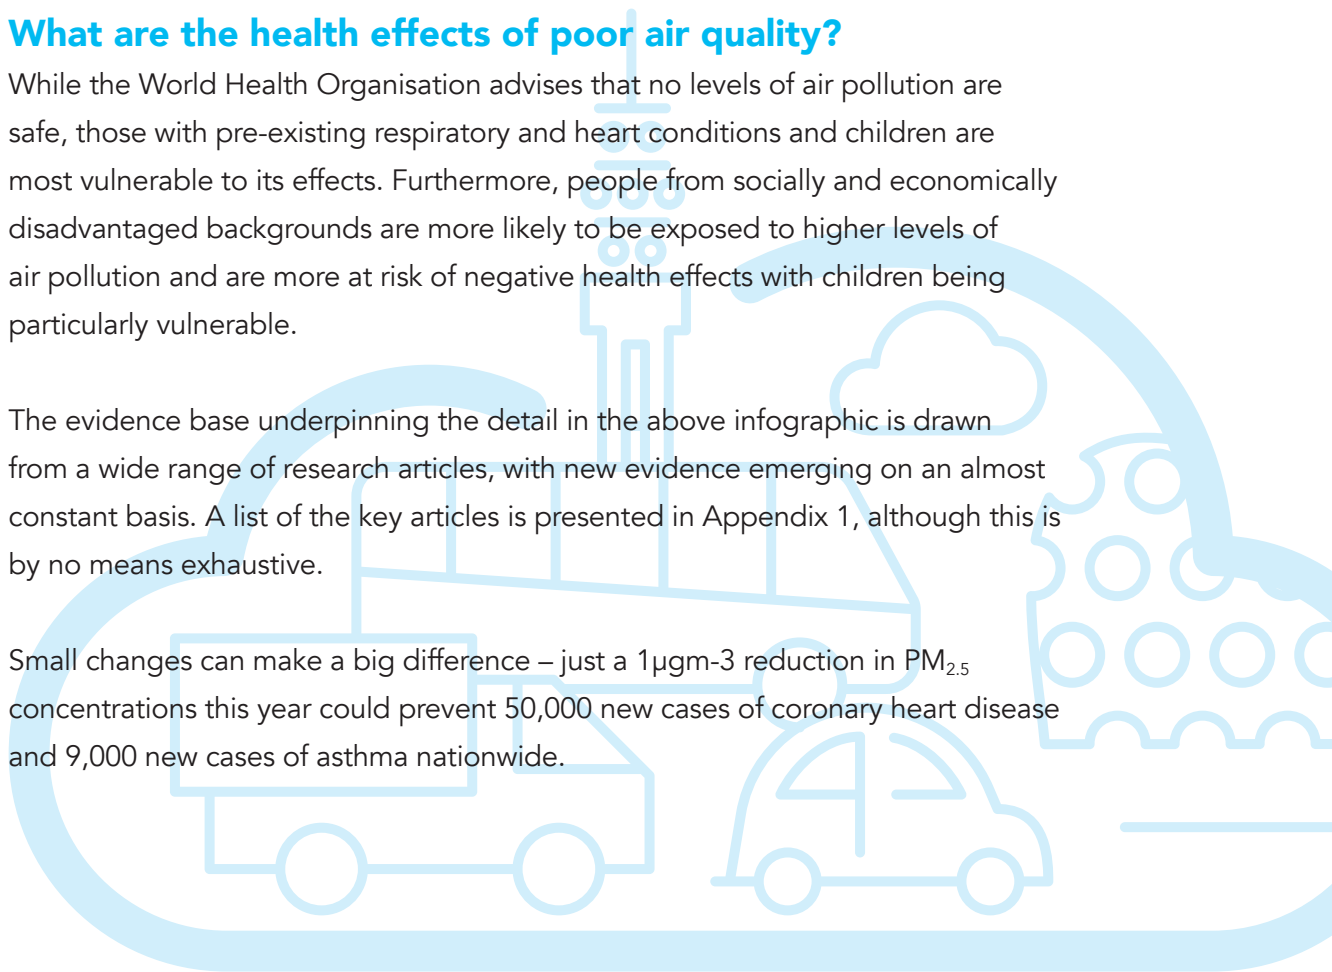 What are the health effects of poor air quality?
While the World Health Organisation advises that no levels of air pollution are
safe, those with pre-existing respiratory and heart conditions and children are
most vulnerable to its effects. Furthermore, people from socially and economically
disadvantaged backgrounds are more likely to be exposed to higher levels of
air pollution and are more at risk of negative health effects with children being
particularly vulnerable.
The evidence base underpinning the detail in the above infographic is drawn
from a wide range of research articles, with new evidence emerging on an almost
constant basis. A list of the key articles is presented in Appendix 1, although this is
by no means exhaustive.
Small changes can make a big difference – just a 1µgm-3 reduction in PM₂.₅
concentrations this year could prevent 50,000 new cases of coronary heart disease
and 9,000 new cases of asthma nationwide.